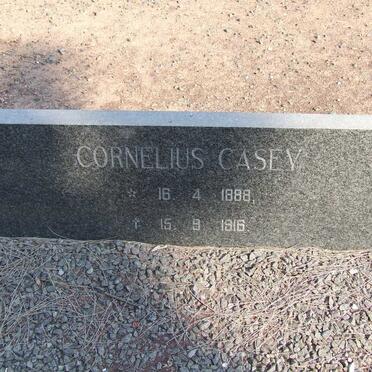 CORNELIUS CASEY
* 16 4 1888.
† 15. 9 1916.